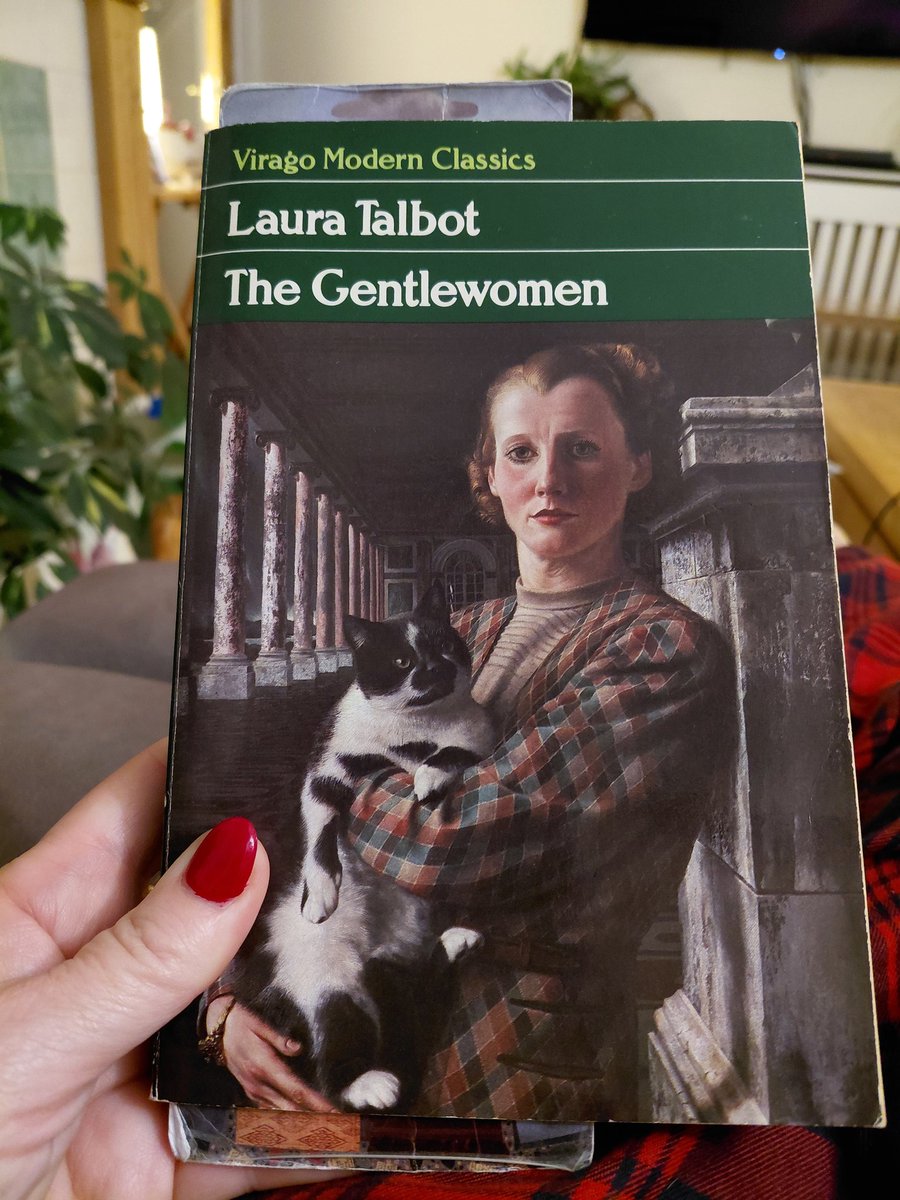 Virago Modern Classics
Laura Talbot
The Gentlewomen